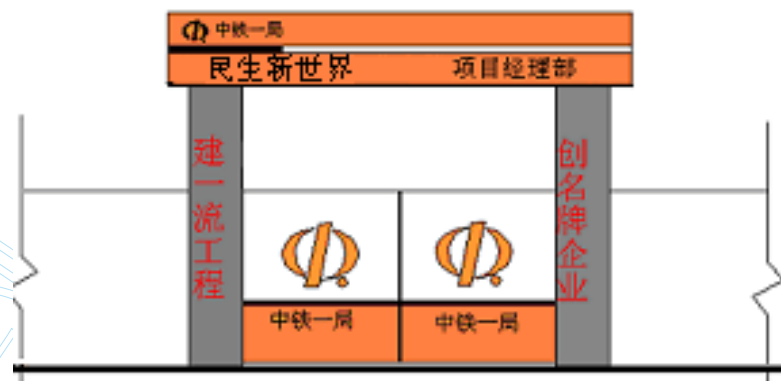 中铁一局
民生新世界 项目经理部
建一流工程
创名牌企业
中铁一局 中铁一局